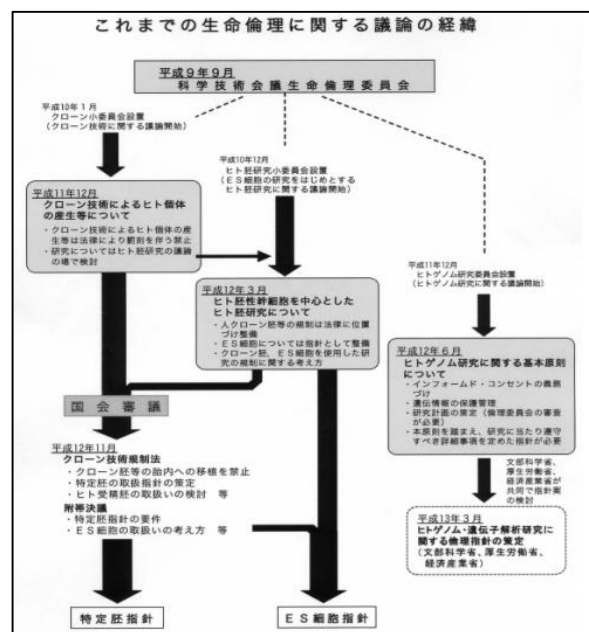 これまでの生命倫理に関する議論の経緯
平成9年9月
科学技術会議生命倫理委員会
平成10年1月
クローン小委員会設置
(クローン技術に関する議論開始)
平成10年12月
ヒト胚研究小委員会設置
(ES細胞の研究をはじめとする
ヒト胚研究に関する議論開始)
平成11年12月
クローン技術によるヒト個体
の産生等について
・クローン技術によるヒト個体の産
生等は法律により罰則を伴う禁止
・研究についてはヒト胚研究の議論
の場で検討
平成11年12月
ヒトゲノム研究委員会設置
(ヒトゲノム研究に関する議論開始)
平成12年3月
ヒト胚性幹細胞を中心とした
ヒト胚研究について
・人クローン胚等の規制は法律に位置
づけ整備
・ES細胞については指針として整備
・クローン胚,ES細胞を使用した研
究の規制に関する考え方
平成12年6月
ヒトゲノム研究に関する基本原則
について
・インフォームド・コンセントの義務
づけ
・遺伝情報の保護管理
・研究計画の策定(倫理委員会の審査
が必要)
・本原則を踏まえ、研究に当たり遵守
すべき詳細事項を定めた指針が必要
国会審議
平成12年11月
クローン技術規制法
・クローン胚等の胎内への移植を禁止
・特定胚の取扱指針の策定
・ヒト受精胚の取扱いの検討 等
附帯決議
・特定胚指針の要件
・ES細胞の取扱いの考え方 等
文部科学省、
厚生労働省、
経済産業省が
共同で指針案
の検討
平成13年3月
ヒトゲノム・遺伝子解析研究に
関する倫理指針の策定
(文部科学省、厚生労働省、
経済産業省)
特定胚指針
ES細胞指針